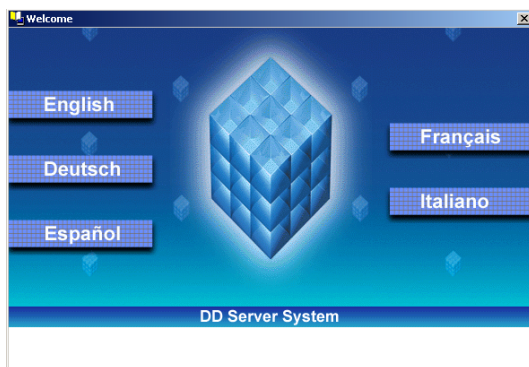 Welcome
English
Deutsch
Español
Français
Italiano
DD Server System